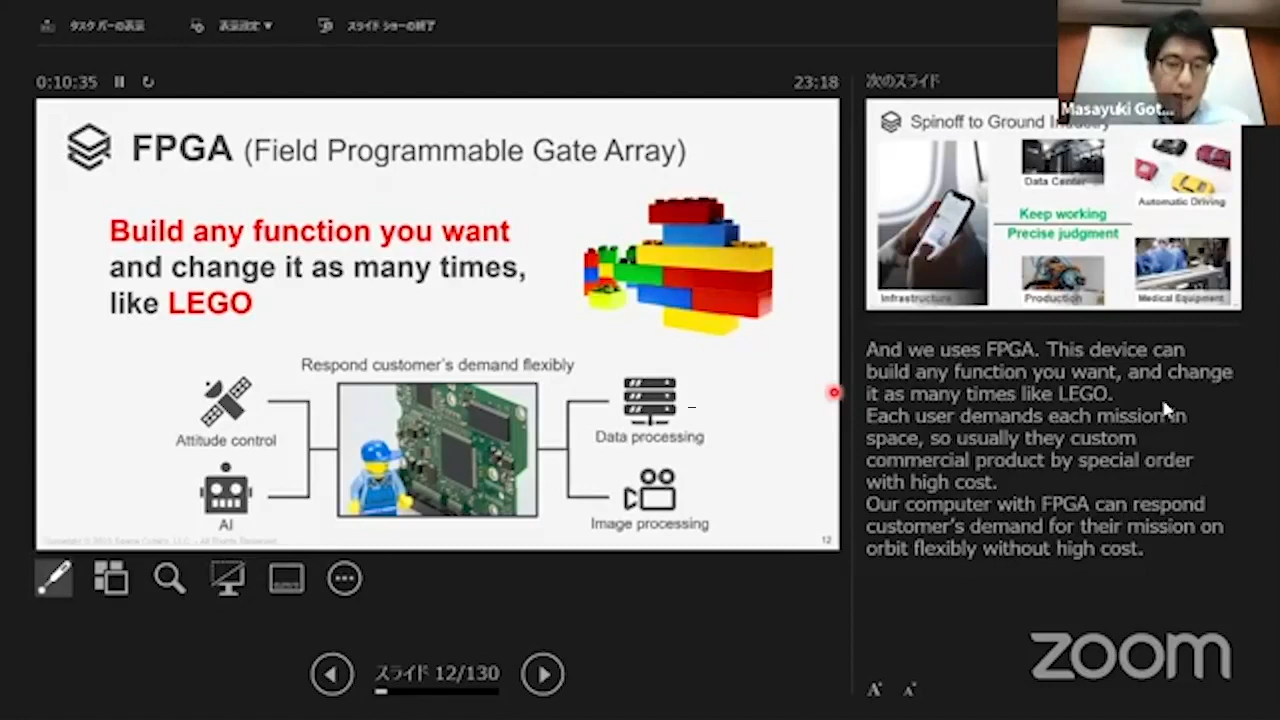 タスク バーの表示
表示設定 ▼
スライド ショーの終了
0:10:35
23:18
次のスライド
FPGA (Field Programmable Gate Array)
Build any function you want
and change it as many times,
like LEGO
Respond customer's demand flexibly
Attitude control
Data processing
AI
Image processing
12
Spinoff to Ground Industry
Data Center
Automatic Driving
Keep working
Precise judgment
Infrastructure
Production
Medical Equipment
Masayuki Got...
And we uses FPGA. This device can
build any function you want, and change
it as many times like LEGO.
Each user demands each mission in
space, so usually they custom
commercial product by special order
with high cost.
Our computer with FPGA can respond
customer's demand for their mission on
orbit flexibly without high cost.
スライド 12/130
A A
zoom